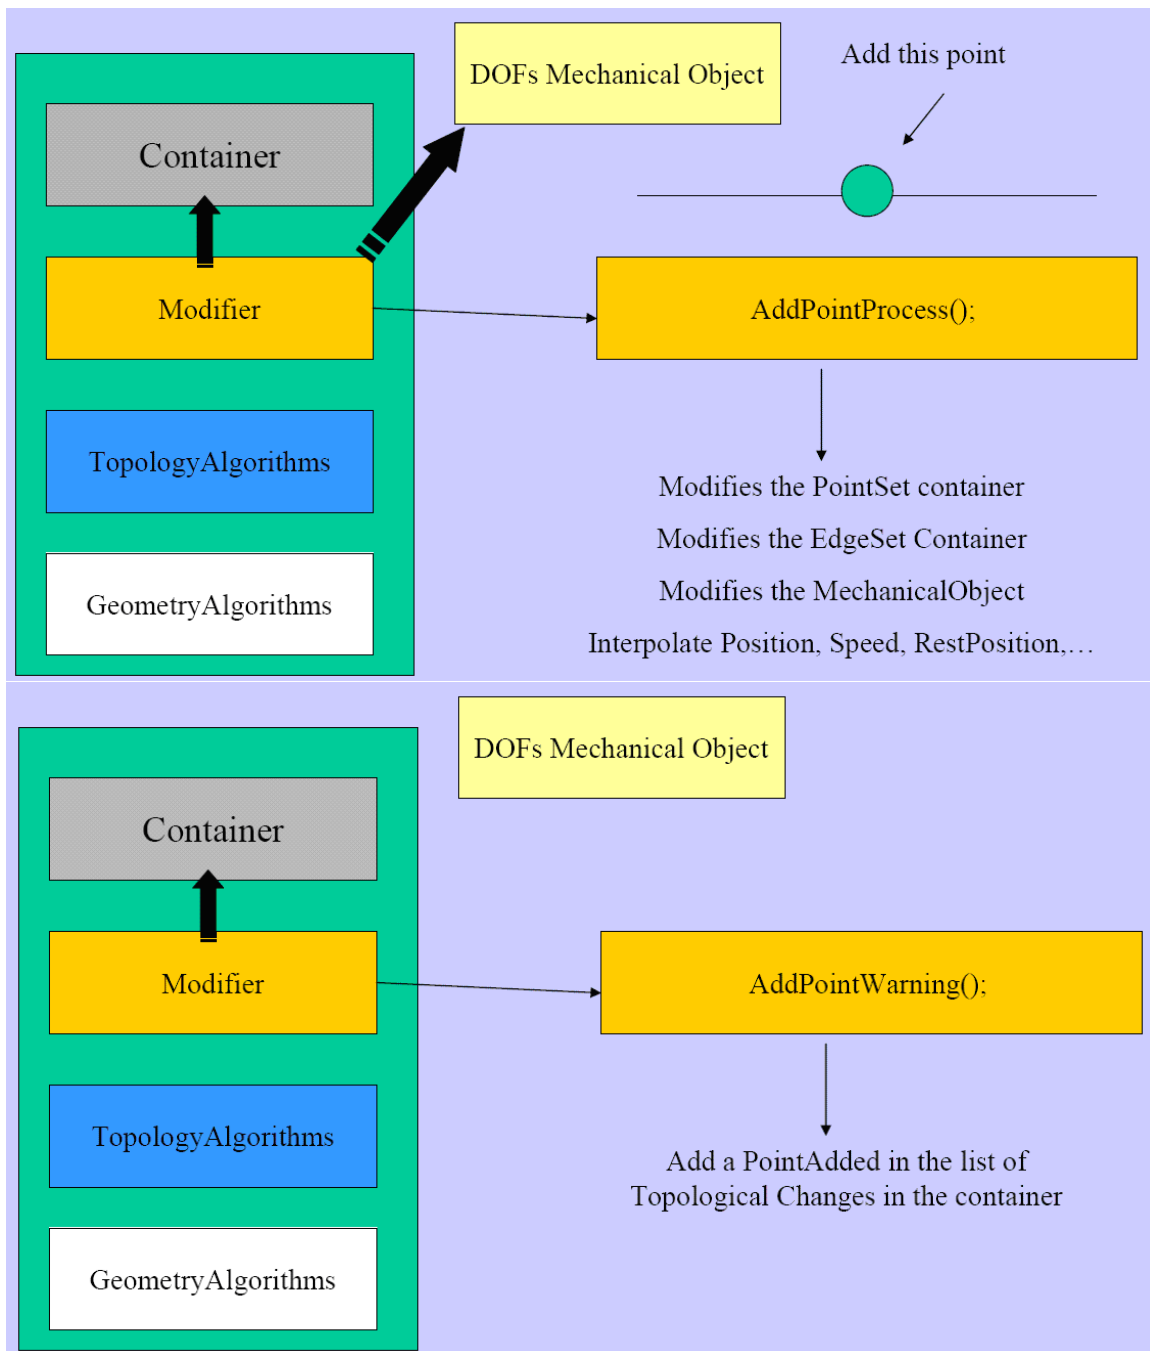 DOFs Mechanical Object
Add this point
Container
Modifier
AddPointProcess();
TopologyAlgorithms
Modifies the PointSet container
Modifies the EdgeSet Container
Modifies the MechanicalObject
GeometryAlgorithms
Interpolate Position, Speed, RestPosition,…
DOFs Mechanical Object
Container
Modifier
AddPointWarning();
TopologyAlgorithms
Add a PointAdded in the list of
Topological Changes in the container
GeometryAlgorithms